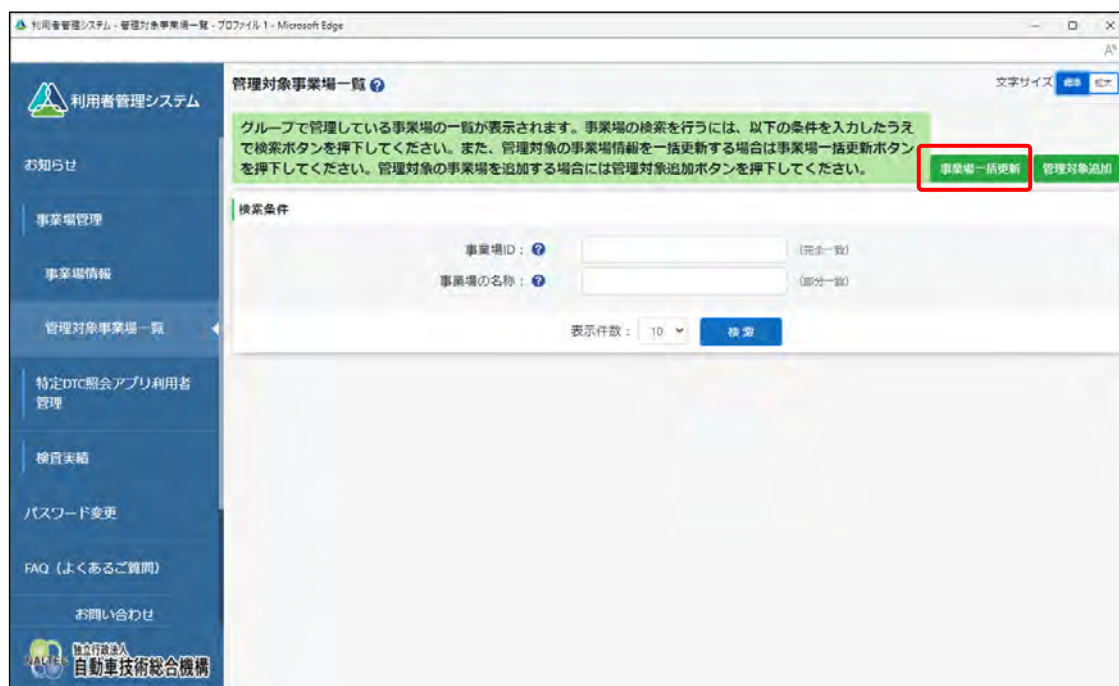 利用者管理システム - 管理対象事業場一覧 - プロファイル 1 - Microsoft Edge
利用者管理システム
管理対象事業場一覧
文字サイズ 標準 拡大
グループで管理している事業場の一覧が表示されます。事業場の検索を行うには、以下の条件を入力したうえ
で検索ボタンを押下してください。また、管理対象の事業場情報を一括更新する場合は事業場一括更新ボタン
を押下してください。管理対象の事業場を追加する場合には管理対象追加ボタンを押下してください。
事業場一括更新 管理対象追加
お知らせ
事業場管理
事業場情報
管理対象事業場一覧
特定DTC照会アプリ利用者
管理
検査実績
パスワード変更
FAQ（よくあるご質問）
お問い合わせ
独立行政法人
自動車技術総合機構
NALTEC
検索条件
事業場ID： (完全一致)
事業場の名称： (部分一致)
表示件数： 10 検索